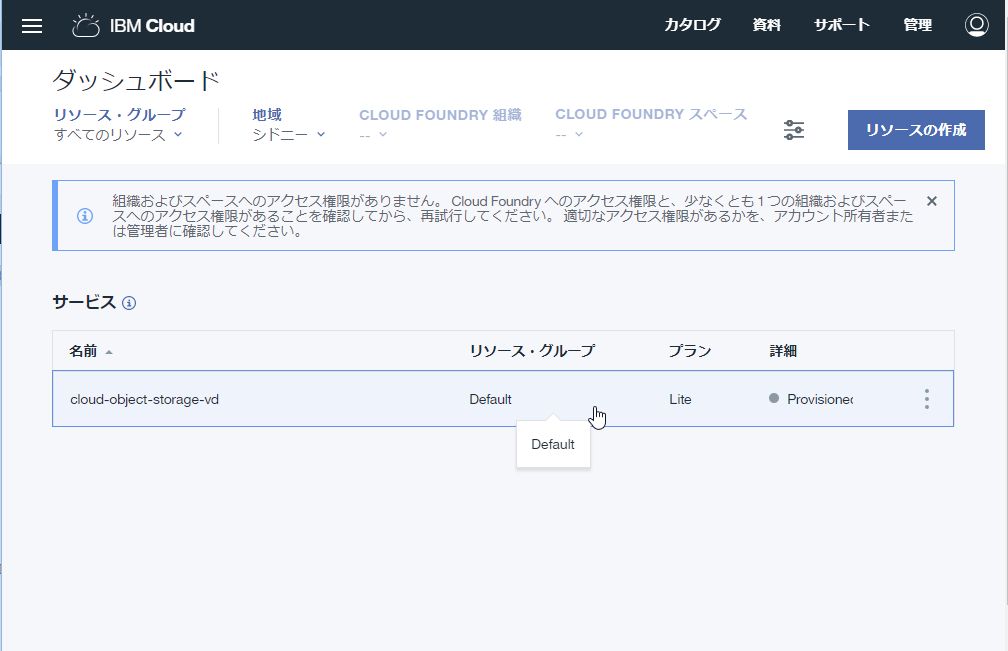 IBM Cloud
カタログ 資料 サポート 管理
ダッシュボード
リソース・グループ 地域 CLOUD FOUNDRY 組織 CLOUD FOUNDRY スペース
すべてのリソース シドニー -- --
リソースの作成
組織およびスペースへのアクセス権限がありません。 Cloud Foundry へのアクセス権限と、少なくとも 1 つの組織およびスペー
スへのアクセス権限があることを確認してから、再試行してください。 適切なアクセス権限があるかを、アカウント所有者また
は管理者に確認してください。
サービス
名前 リソース・グループ プラン 詳細
cloud-object-storage-vd Default Lite Provisioned
Default